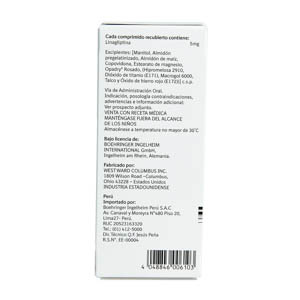 Cada comprimido recubierto contiene:
Linagliptina 5mg
Excipientes: [Manitol, Almidón
pregelatinizado, Almidón de maíz,
Copovidona, Estearato de magnesio,
Opadry® Rosado, (Hipromelosa 2910,
Dióxido de titanio (E171), Macrogol 6000,
Talco y Óxido de hierro rojo (E172)] c.s.p.
Vía de Administración Oral.
Indicación, posología contraindicaciones,
advertencias e información adicional:
Ver prospecto adjunto.
VENTA CON RECETA MÉDICA
MANTÉNGASE FUERA DEL ALCANCE
DE LOS NIÑOS
Almacénese a temperatura no mayor da 30°C
Bajo licencia de:
BOEHRINGER INGELHEIM
INTERNATIONAL GmbH,
Ingelheim am Rhein, Alemania.
Fabricado por:
WEST WARD COLUMBUS INC.
1809 Wilson Road - Columbus,
Ohio 43228 – Estados Unidos
INDUSTRIA ESTADOUNIDENSE
Perú
Importado por:
Boehringer Ingelheim Perú S.A.C
Av. Canaval y Moreyra N°480 Piso 20,
Lima27- Perú
RUC 20523163320
Tel.: (01) 412-5000
Dir. Técnico: Q.F. Jesús Peña
R.S.N°: EE-00004
4 048846 006103